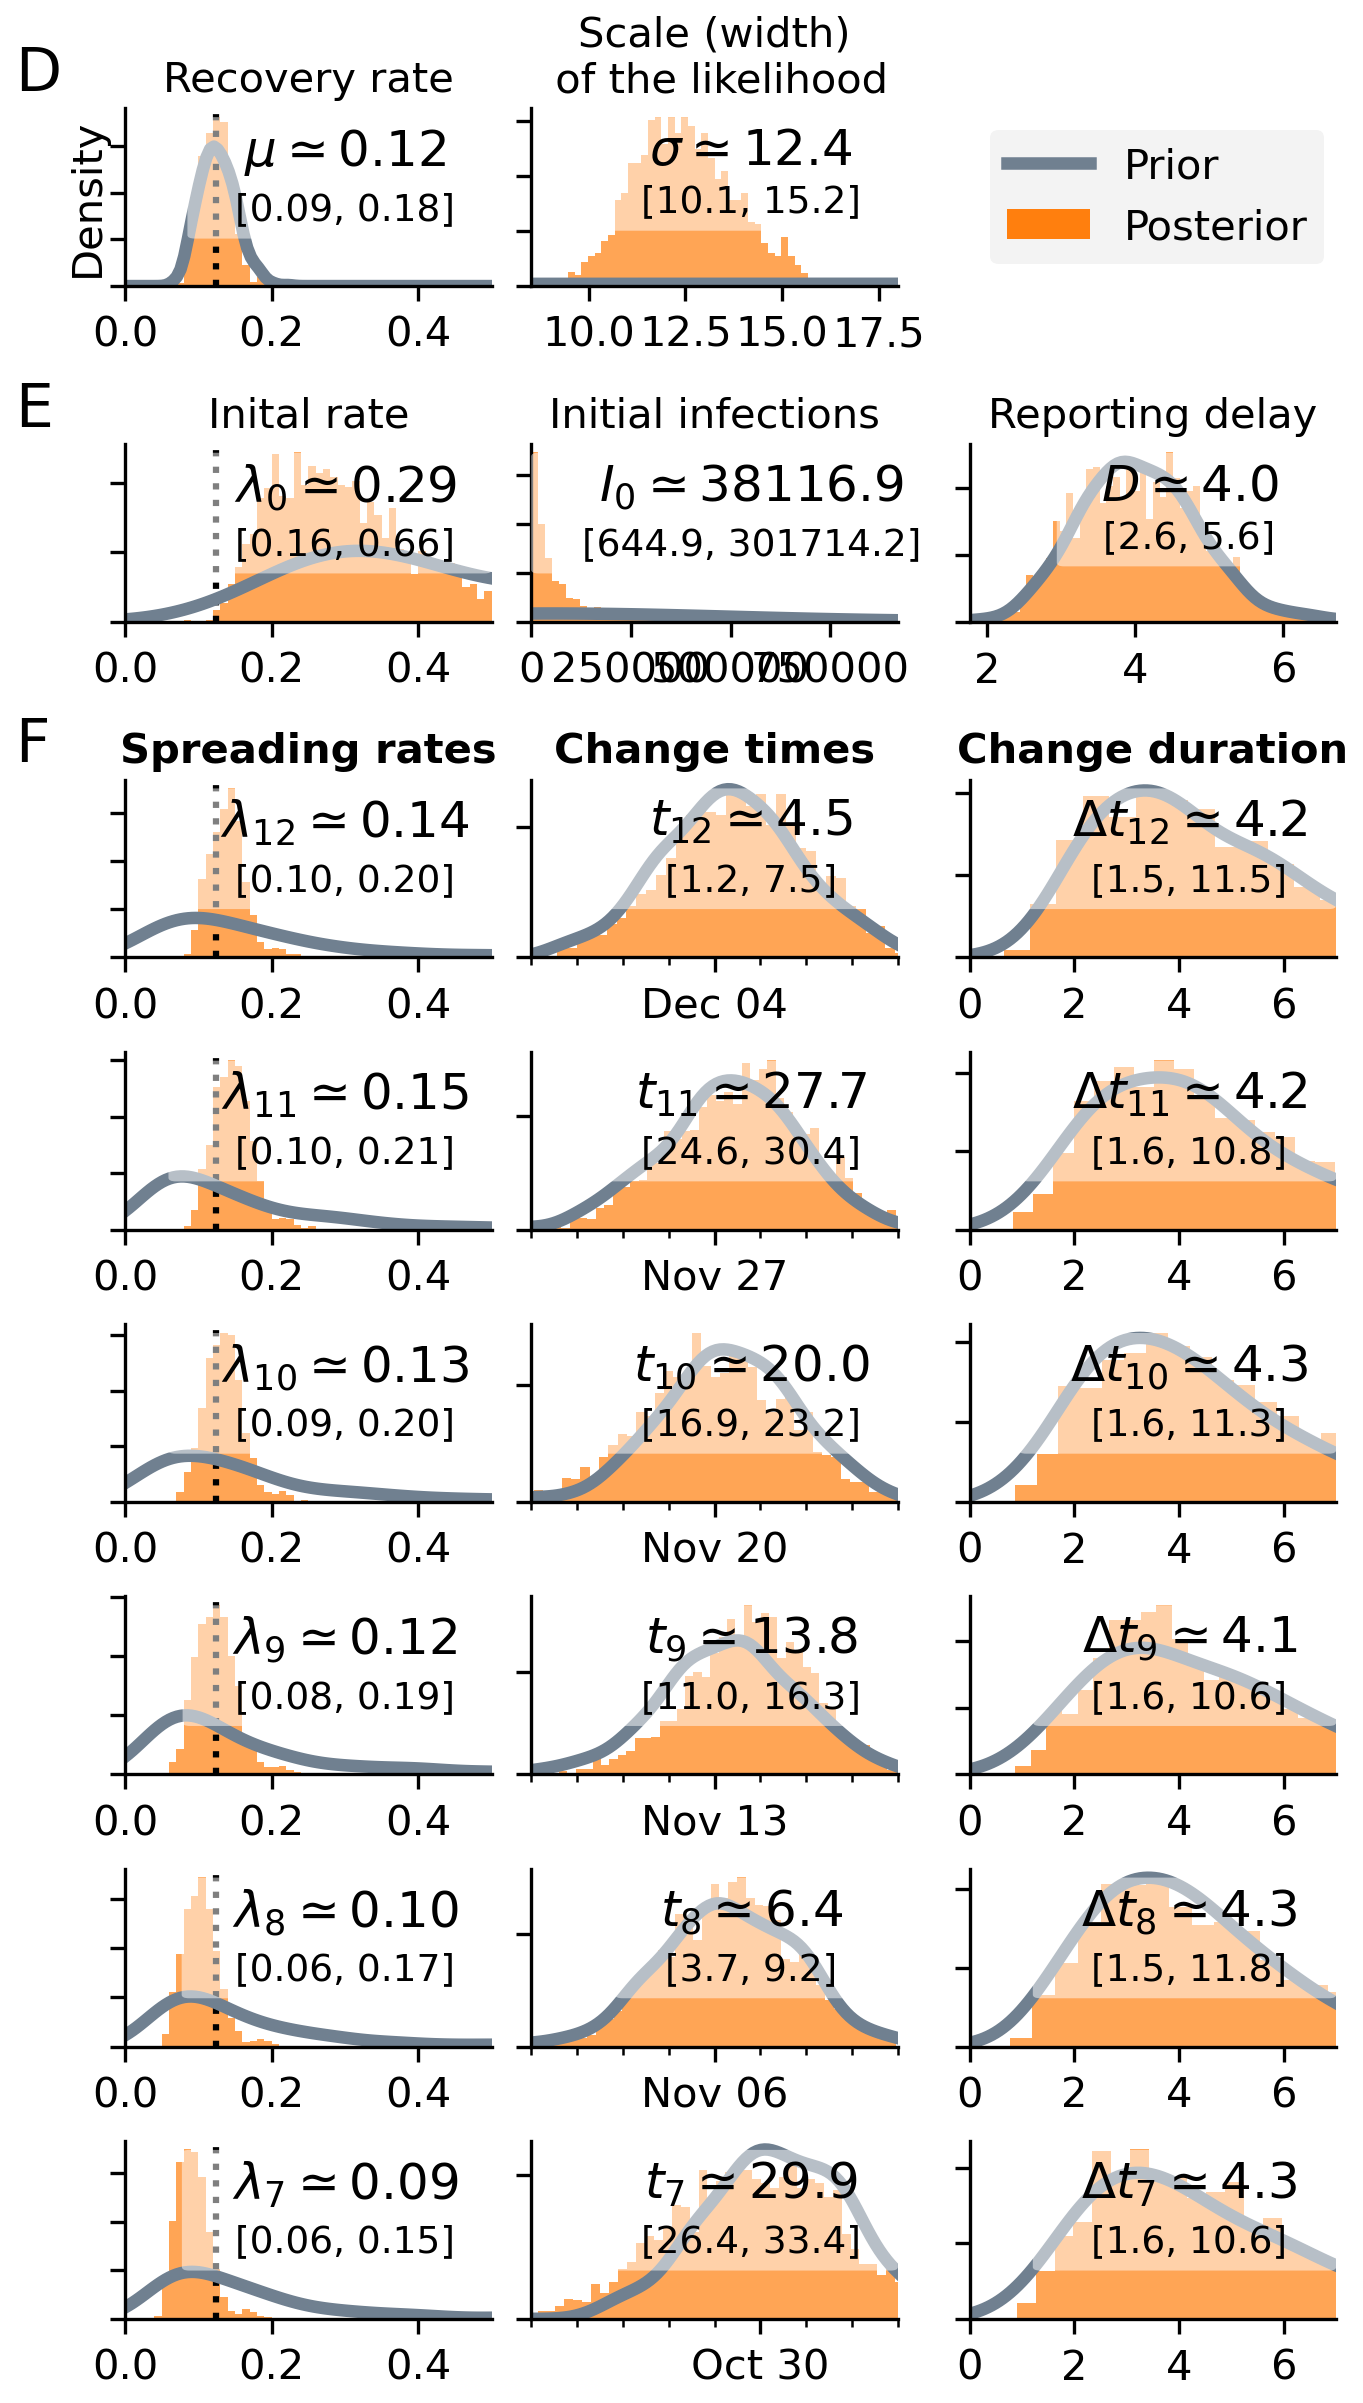 D
Recovery rate
Scale (width)
of the likelihood
Density
μ ≃ 0.12
[0.09, 0.18]
0.0 0.2 0.4
σ ≃ 12.4
[10.1, 15.2]
10.0 12.5 15.0 17.5
Prior
Posterior
E
Inital rate
λ0 ≃ 0.29
[0.16, 0.66]
0.0 0.2 0.4
Initial infections
I0 ≃ 38116.9
[644.9, 301714.2]
0 250000 500000 750000
Reporting delay
D ≃ 4.0
[2.6, 5.6]
2 4 6
F
Spreading rates Change times Change duration
λ12 ≃ 0.14
[0.10, 0.20]
0.0 0.2 0.4
t12 ≃ 4.5
[1.2, 7.5]
Dec 04
Δt12 ≃ 4.2
[1.5, 11.5]
0 2 4 6
λ11 ≃ 0.15
[0.10, 0.21]
0.0 0.2 0.4
t11 ≃ 27.7
[24.6, 30.4]
Nov 27
Δt11 ≃ 4.2
[1.6, 10.8]
0 2 4 6
λ10 ≃ 0.13
[0.09, 0.20]
0.0 0.2 0.4
t10 ≃ 20.0
[16.9, 23.2]
Nov 20
Δt10 ≃ 4.3
[1.6, 11.3]
0 2 4 6
λ9 ≃ 0.12
[0.08, 0.19]
0.0 0.2 0.4
t9 ≃ 13.8
[11.0, 16.3]
Nov 13
Δt9 ≃ 4.1
[1.6, 10.6]
0 2 4 6
λ8 ≃ 0.10
[0.06, 0.17]
0.0 0.2 0.4
t8 ≃ 6.4
[3.7, 9.2]
Nov 06
Δt8 ≃ 4.3
[1.5, 11.8]
0 2 4 6
λ7 ≃ 0.09
[0.06, 0.15]
0.0 0.2 0.4
t7 ≃ 29.9
[26.4, 33.4]
Oct 30
Δt7 ≃ 4.3
[1.6, 10.6]
0 2 4 6